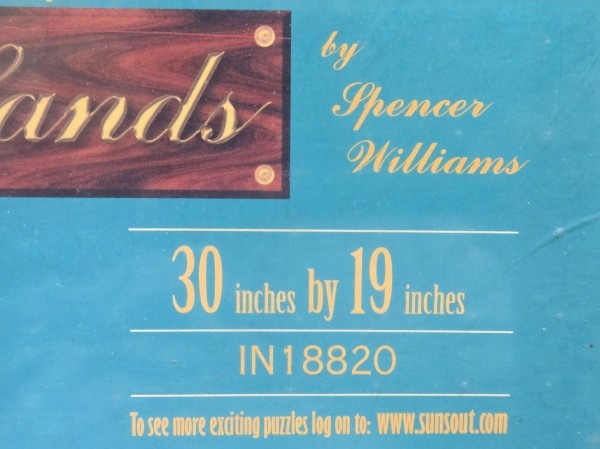 ands
by
Spencer
Williams
30 inches by 19 inches
IN18820
To see more exciting puzzles log on to: www.sunsout.com